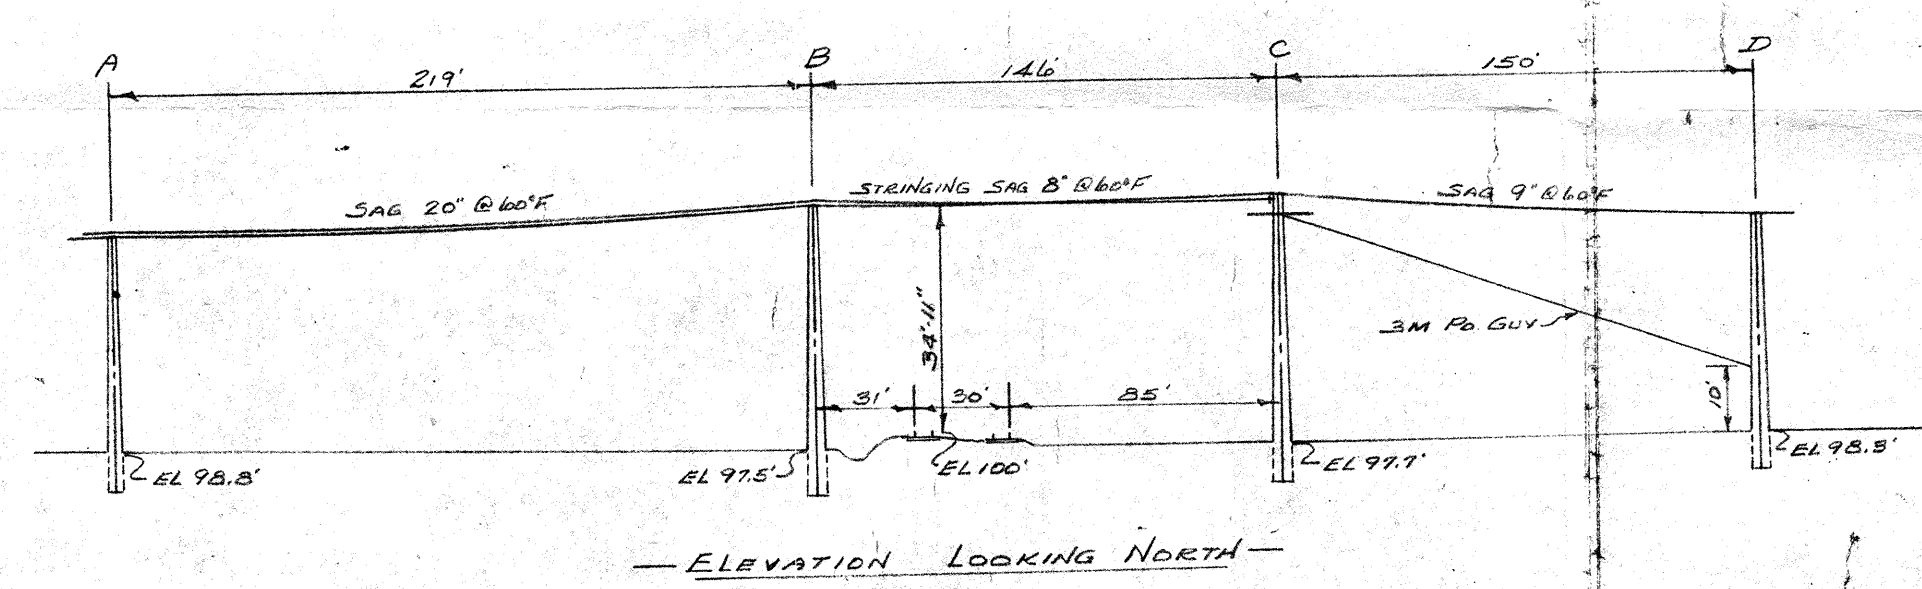 A
B
C
D
219'
146'
150'
SAG 20" @ 60°F
STRINGING SAG 8" @ 60°F
SAG 9" @ 60°F
34'-11"
3M PO. GUY
31'
30'
85'
10'
EL 98.8'
EL 97.5'
EL 100'
EL 97.7'
EL 98.3'
— ELEVATION LOOKING NORTH —